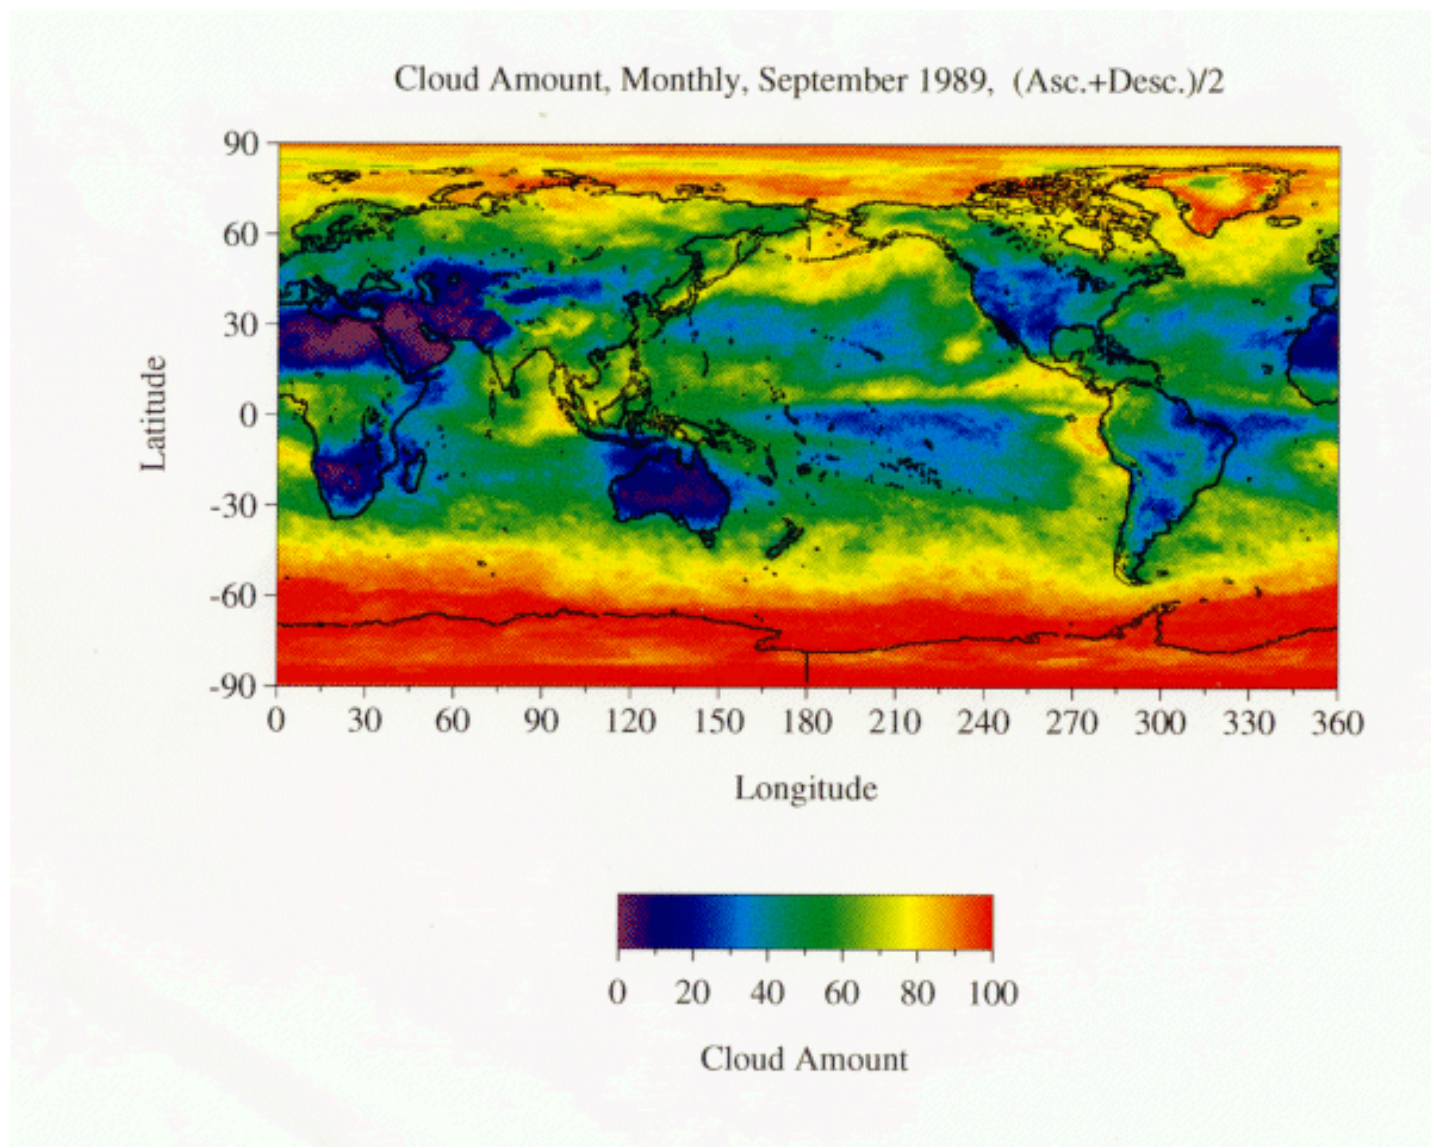 Cloud Amount, Monthly, September 1989, (Asc.+Desc.)/2
90
60
30
0
-30
-60
-90
Latitude
0 30 60 90 120 150 180 210 240 270 300 330 360
Longitude
0 20 40 60 80 100
Cloud Amount